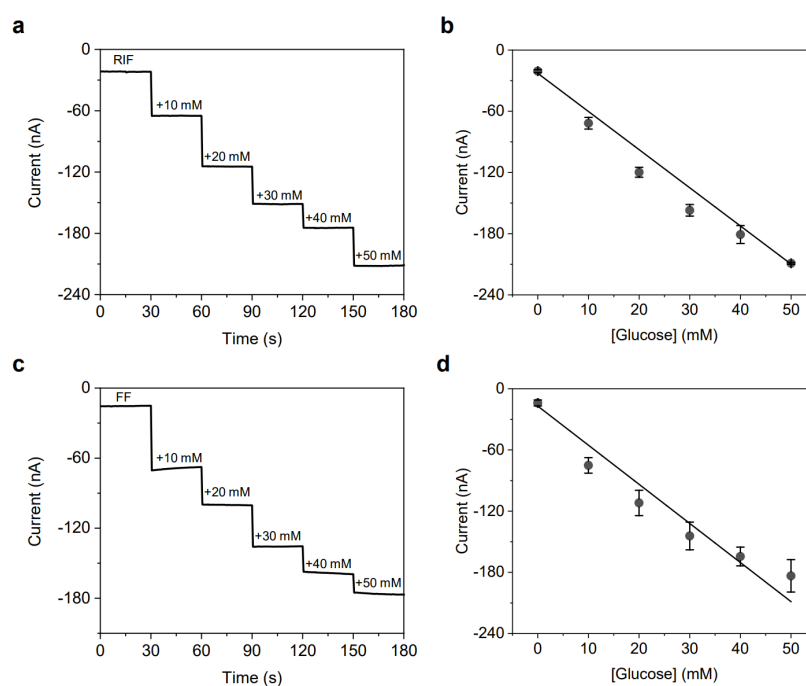 a
0
-60
-120
-180
-240
Current (nA)
RIF
+10 mM
+20 mM
+30 mM
+40 mM
+50 mM
0 30 60 90 120 150 180
Time (s)
b
0
-60
-120
-180
-240
Current (nA)
0 10 20 30 40 50
[Glucose] (mM)
c
0
-60
-120
-180
Current (nA)
FF
+10 mM
+20 mM
+30 mM
+40 mM
+50 mM
0 30 60 90 120 150 180
Time (s)
d
0
-60
-120
-180
-240
Current (nA)
0 10 20 30 40 50
[Glucose] (mM)